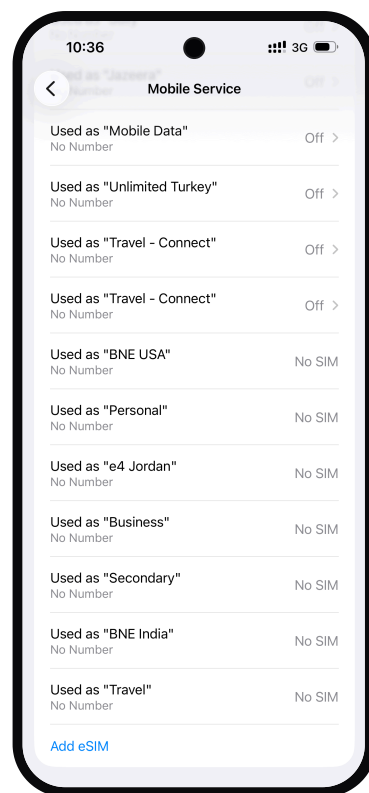 10:36
3G
Used as "Jazeera"
No Number
Off
Mobile Service
Used as "Mobile Data"
No Number
Off
Used as "Unlimited Turkey"
No Number
Off
Used as "Travel - Connect"
No Number
Off
Used as "Travel - Connect"
No Number
Off
Used as "BNE USA"
No Number
No SIM
Used as "Personal"
No Number
No SIM
Used as "e4 Jordan"
No Number
No SIM
Used as "Business"
No Number
No SIM
Used as "Secondary"
No Number
No SIM
Used as "BNE India"
No Number
No SIM
Used as "Travel"
No Number
No SIM
Add eSIM